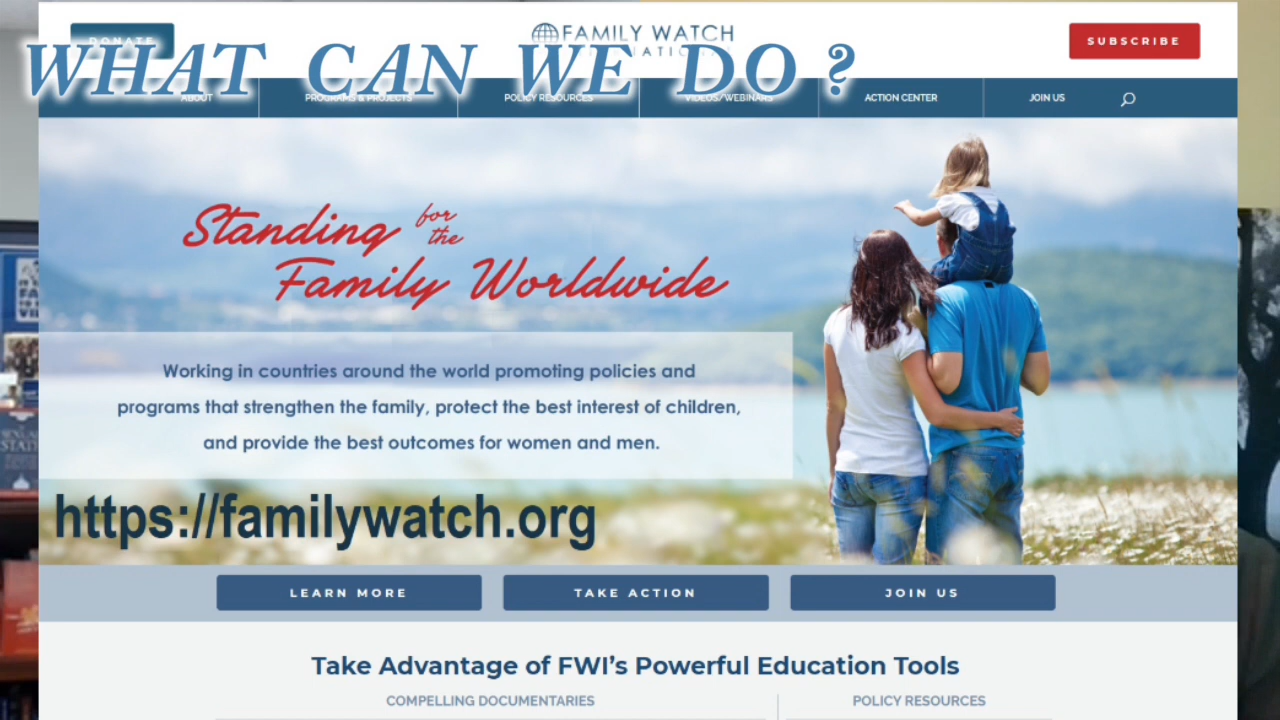 DONATE
FAMILY WATCH
SUBSCRIBE
WHAT CAN WE DO?
ABOUT
PROGRAMS & PROJECTS
POLICY RESOURCES
VIDEOS/WEBINARS
ACTION CENTER
JOIN US
Standing for the
Family Worldwide
Working in countries around the world promoting policies and
programs that strengthen the family, protect the best interest of children,
and provide the best outcomes for women and men.
https://familywatch.org
LEARN MORE
TAKE ACTION
JOIN US
Take Advantage of FWI's Powerful Education Tools
COMPELLING DOCUMENTARIES
POLICY RESOURCES